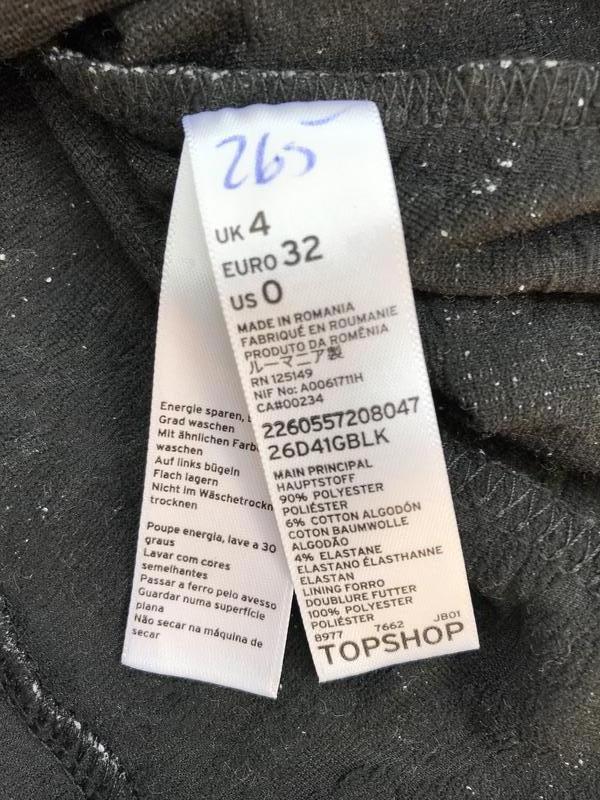 265
UK 4
EURO 32
US 0
MADE IN ROMANIA
FABRIQUÉ EN ROUMANIE
PRODUTO DA ROMÊNIA
ルーマニア製
RN 125149
NIF No: A0061711H
CA#00234
2260557208047
26D41GBLK
MAIN PRINCIPAL
HAUPTSTOFF
90% POLYESTER
POLIÉSTER
6% COTTON ALGODÓN
COTON BAUMWOLLE
ALGODÃO
4% ELASTANE
ELASTANO ÉLASTHANNE
ELASTAN
LINING FORRO
DOUBLURE FUTTER
100% POLYESTER
POLIÉSTER
8977 7662 JB01
TOPSHOP
Energie sparen,
Grad waschen
Mit ähnlichen Farb
waschen
Auf links bügeln
Flach lagern
Nicht im Wäschetrockn
trocknen
Poupe energia, lave a 30
graus
Lavar com cores
semelhantes
Passar a ferro pelo avesso
Guardar numa superfície
plana
Não secar na máquina de
secar